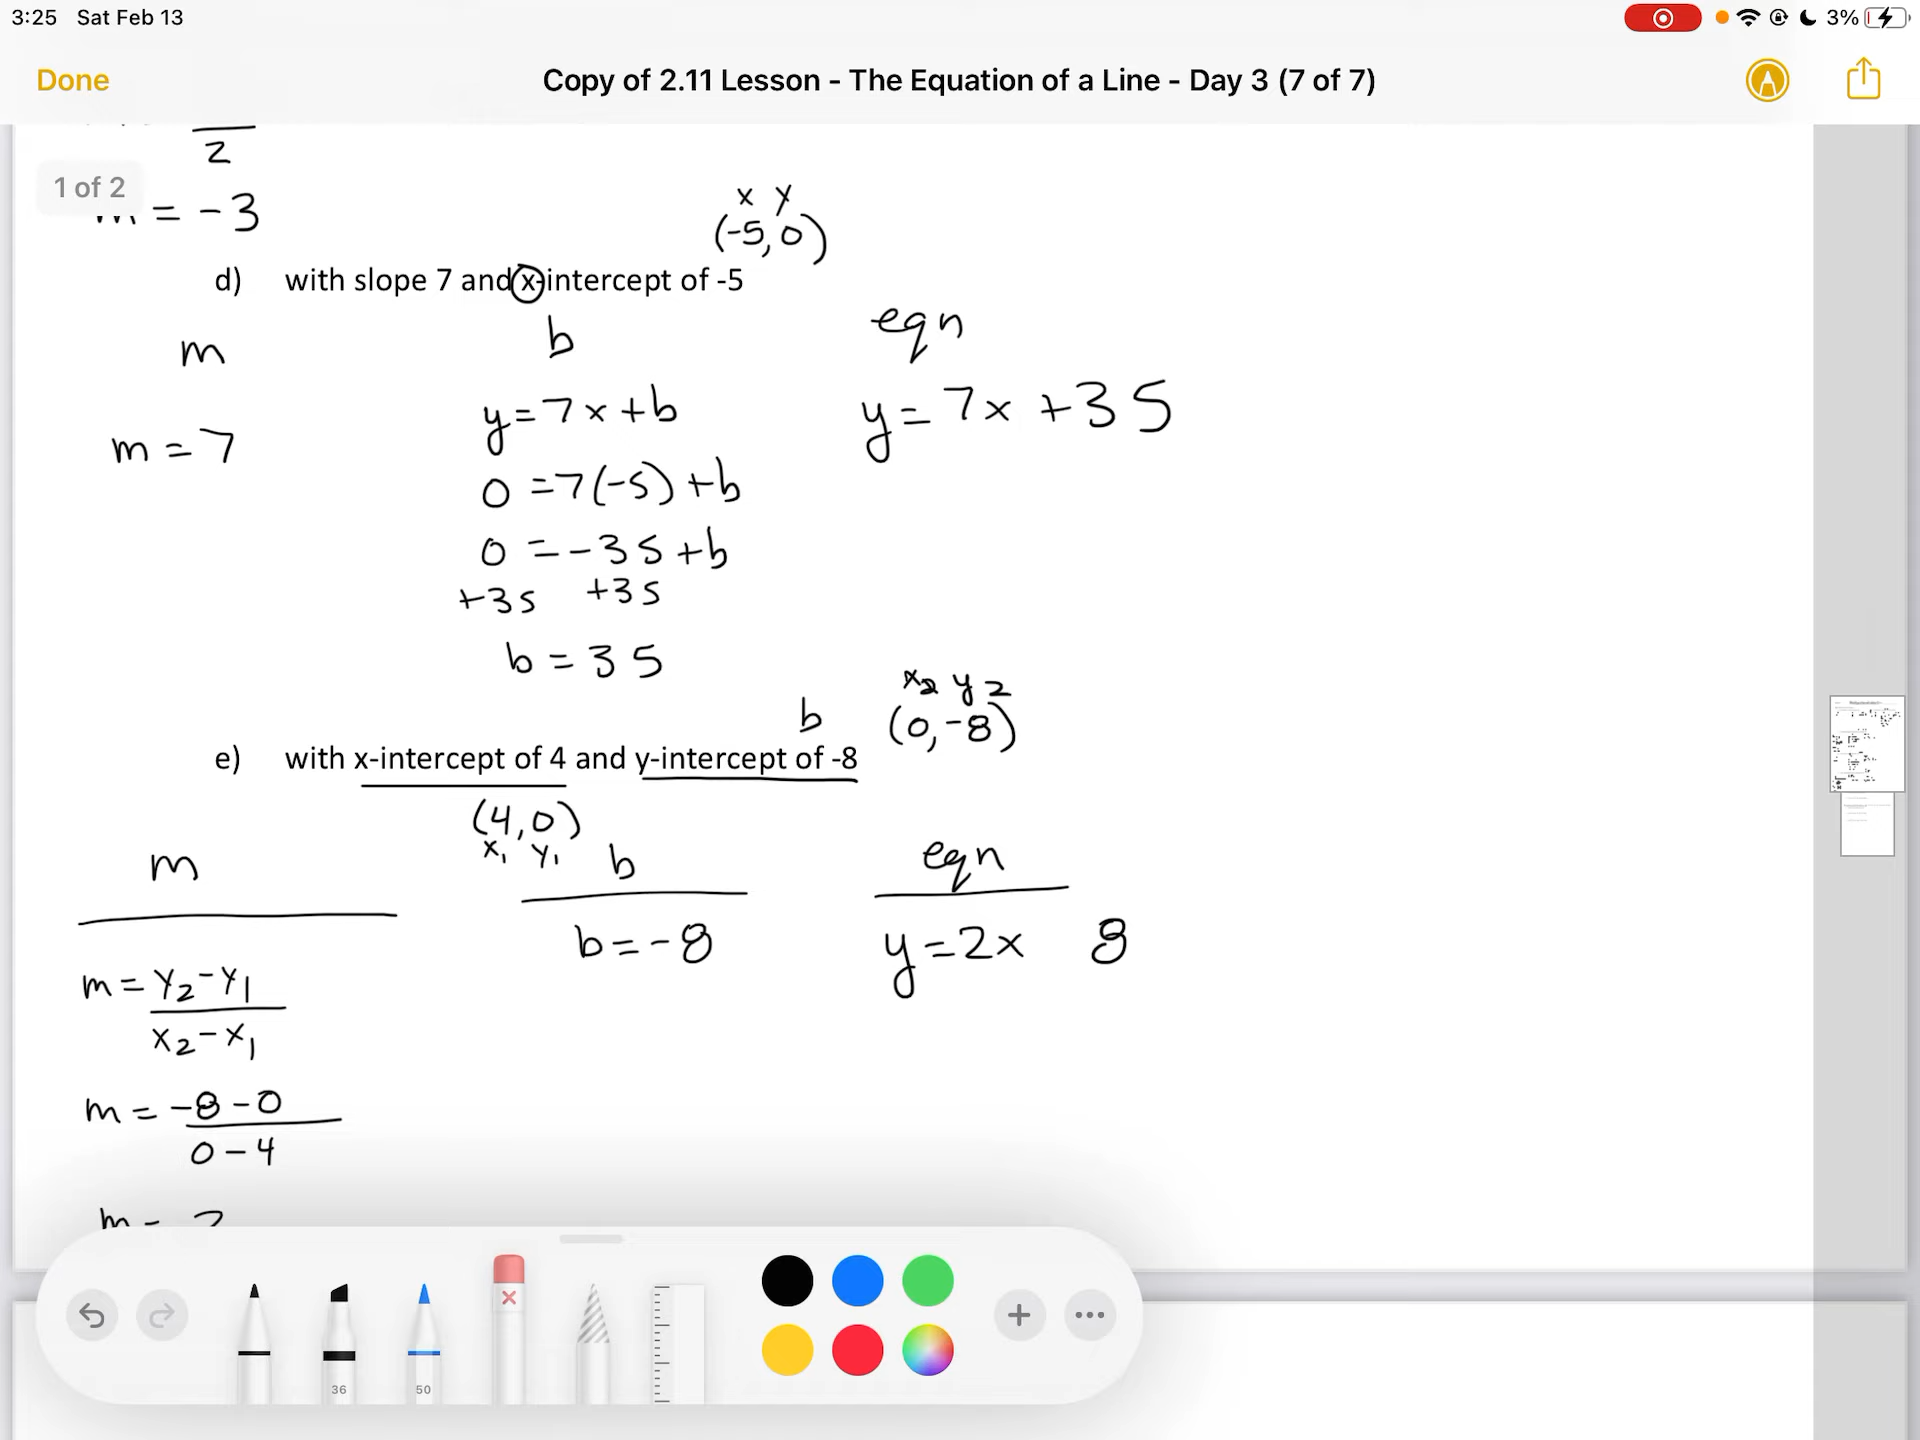 3:25 Sat Feb 13
3%
Done
Copy of 2.11 Lesson - The Equation of a Line - Day 3 (7 of 7)
2
1 of 2
m = -3
x y
(-5,0)
d) with slope 7 and x-intercept of -5
m
b
eqn
m = 7
y=7x+b
y=7x+35
0=7(-5)+b
0=-35+b
+35 +35
b=35
b
x2 y2
(0,-8)
e) with x-intercept of 4 and y-intercept of -8
(4,0)
x1 y1
m
b
eqn
b=-8
y=2x 8
m=y2-y1
x2-x1
m=-8-0
0-4
m = 2
36
50